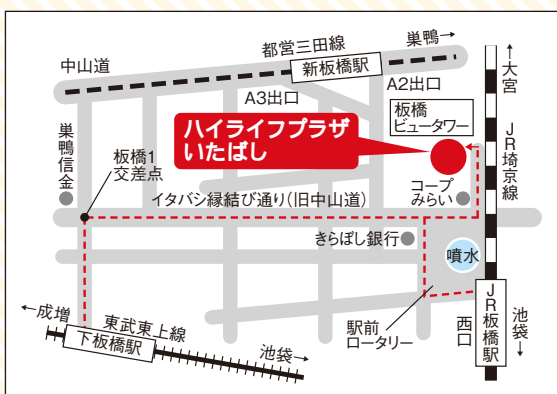 巣鴨→
都営三田線
新板橋駅
中山道
A3出口
A2出口
↑大宮
JR埼京線
板橋
ビュータワー
ハイライフプラザ
いたばし
巣鴨信金
板橋1
交差点
コープ
みらい
イタバシ縁結び通り(旧中山道)
きらぼし銀行
噴水
←成増
東武東上線
下板橋駅
池袋→
駅前
ロータリー
西口
JR板橋駅
池袋↓